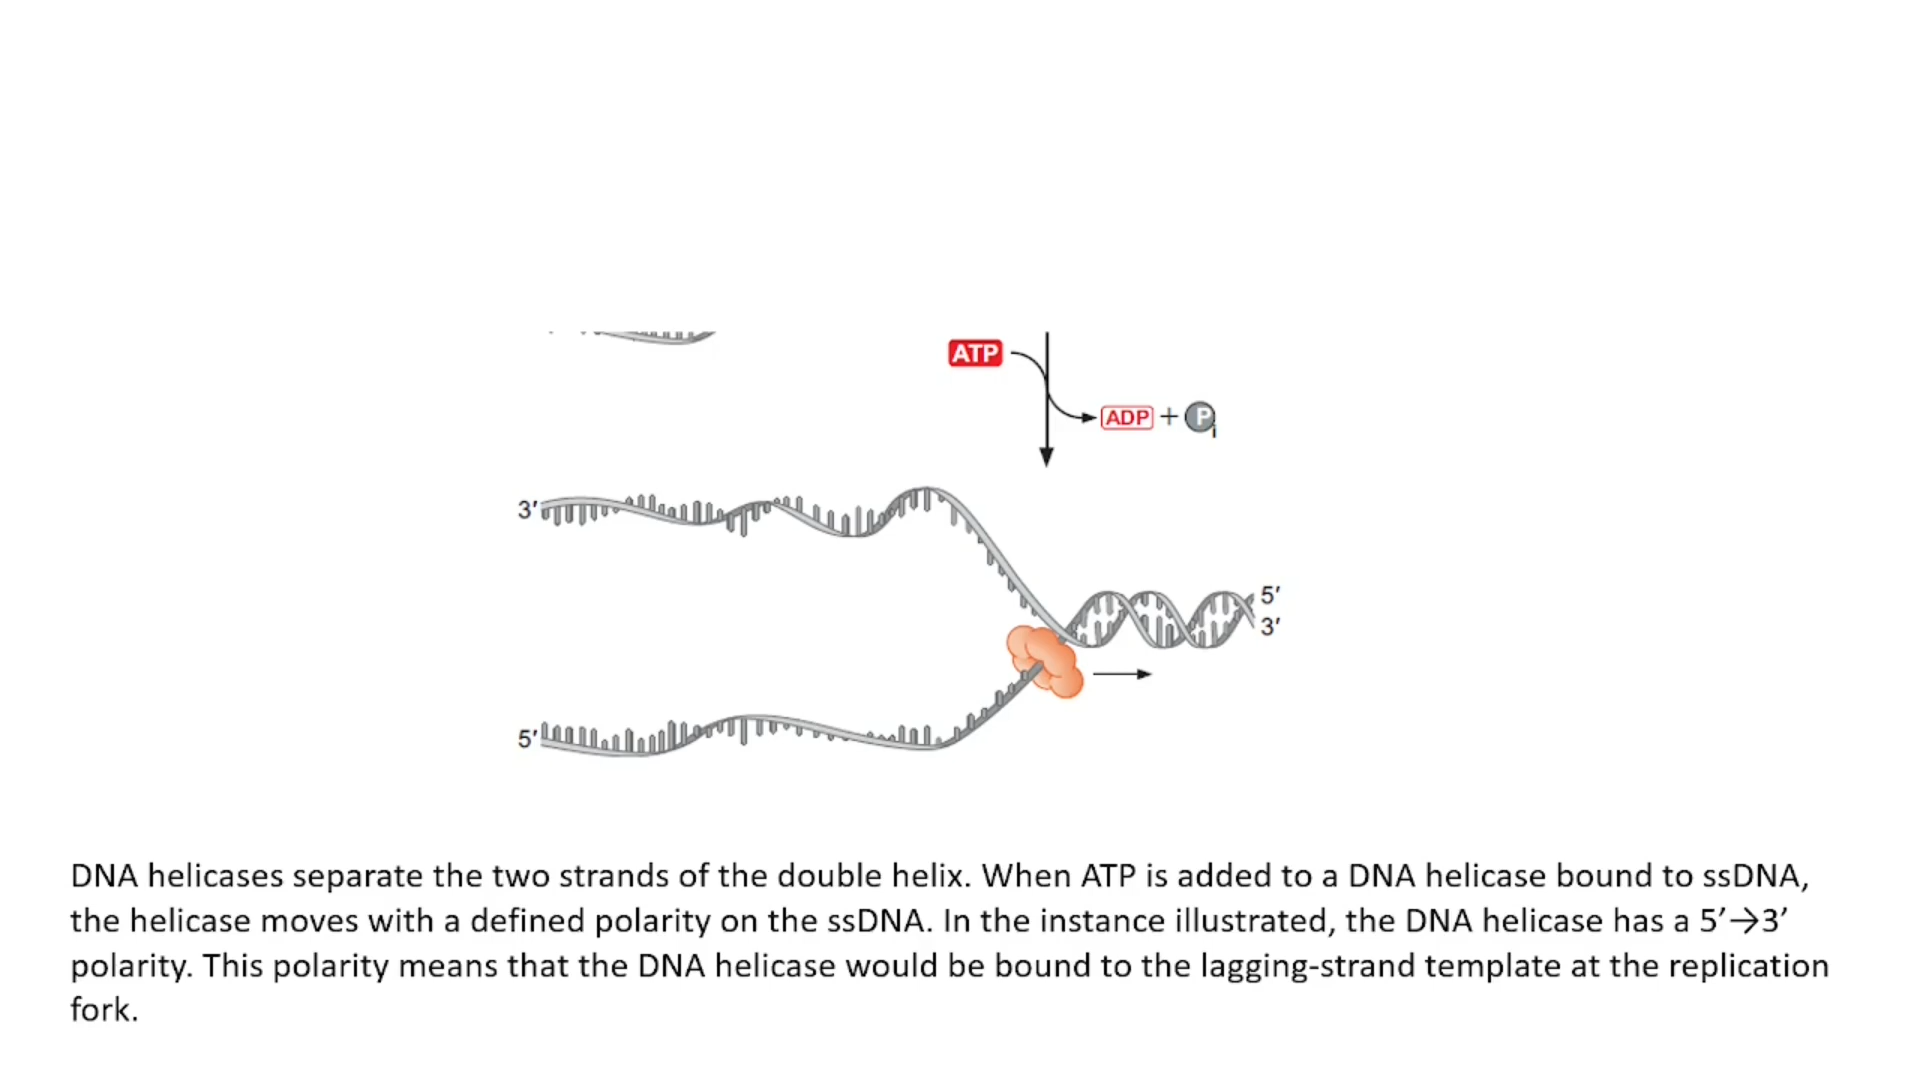 ATP
ADP + Pi
3′
5′
3′
5′
DNA helicases separate the two strands of the double helix. When ATP is added to a DNA helicase bound to ssDNA,
the helicase moves with a defined polarity on the ssDNA. In the instance illustrated, the DNA helicase has a 5′→3′
polarity. This polarity means that the DNA helicase would be bound to the lagging-strand template at the replication
fork.